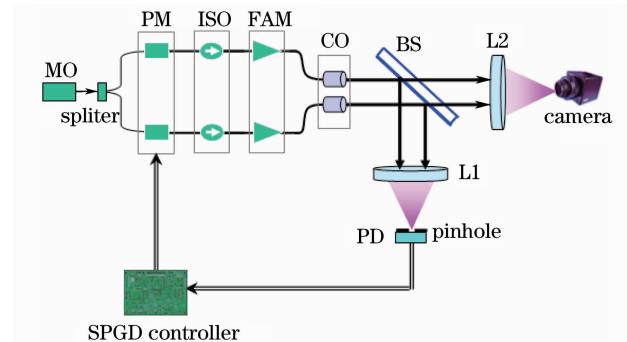 PM ISO FAM
CO
BS
L2
MO
spliter
camera
L1
PD
pinhole
SPGD controller